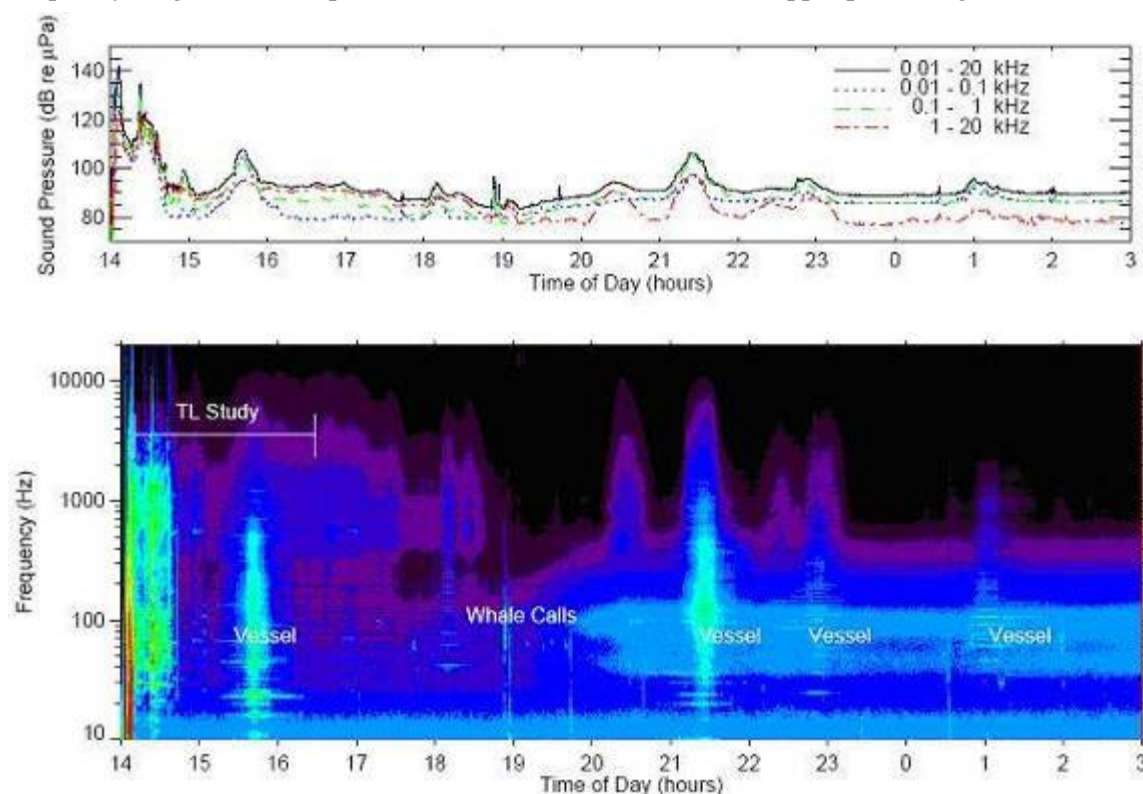 Sound Pressure (dB re µPa)
140
120
100
80
0.01 - 20 kHz
0.01 - 0.1 kHz
0.1 - 1 kHz
1 - 20 kHz
14 15 16 17 18 19 20 21 22 23 0 1 2 3
Time of Day (hours)
Frequency (Hz)
10000
1000
100
10
TL Study
Whale Calls
Vessel Vessel Vessel Vessel
14 15 16 17 18 19 20 21 22 23 0 1 2 3
Time of Day (hours)